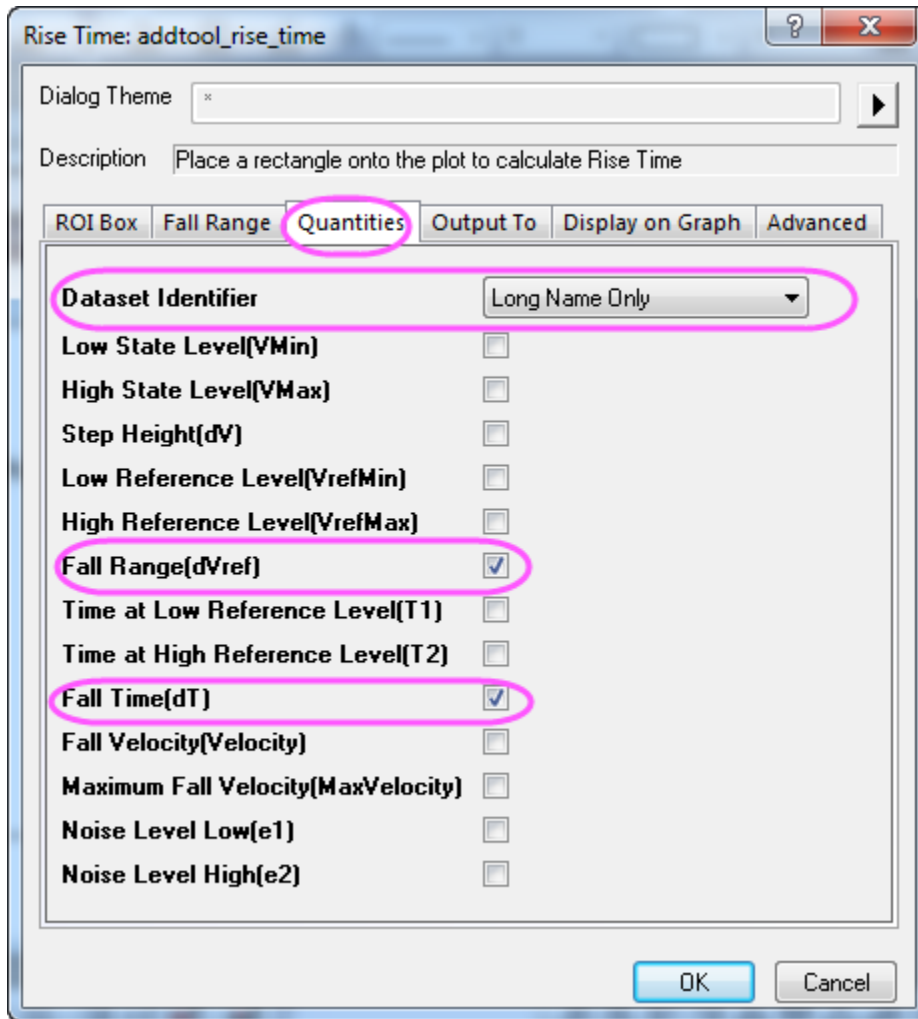 Rise Time: addtool_rise_time
Dialog Theme *
Description Place a rectangle onto the plot to calculate Rise Time
ROI Box Fall Range Quantities Output To Display on Graph Advanced
Dataset Identifier Long Name Only
Low State Level(VMin)
High State Level(VMax)
Step Height(dV)
Low Reference Level(VrefMin)
High Reference Level(VrefMax)
Fall Range(dVref)
Time at Low Reference Level(T1)
Time at High Reference Level(T2)
Fall Time(dT)
Fall Velocity(Velocity)
Maximum Fall Velocity(MaxVelocity)
Noise Level Low(e1)
Noise Level High(e2)
OK Cancel